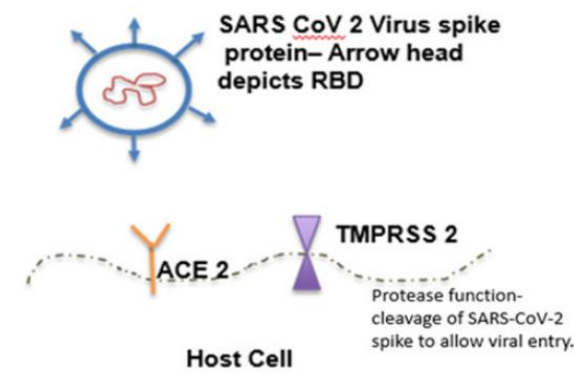 SARS CoV 2 Virus spike
protein– Arrow head
depicts RBD
TMPRSS 2
ACE 2
Protease function-
cleavage of SARS-CoV-2
spike to allow viral entry.
Host Cell